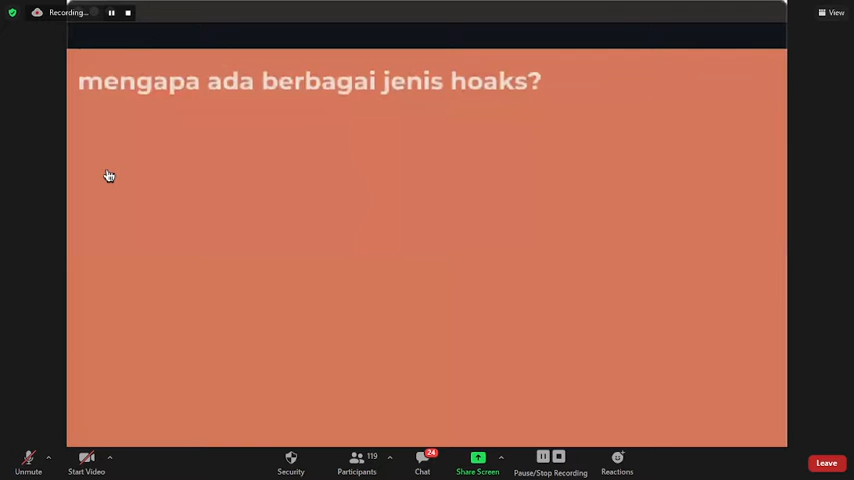 Recording...
View
mengapa ada berbagai jenis hoaks?
Unmute
Start Video
Security
119
Participants
24
Chat
Share Screen
Pause/Stop Recording
Reactions
Leave